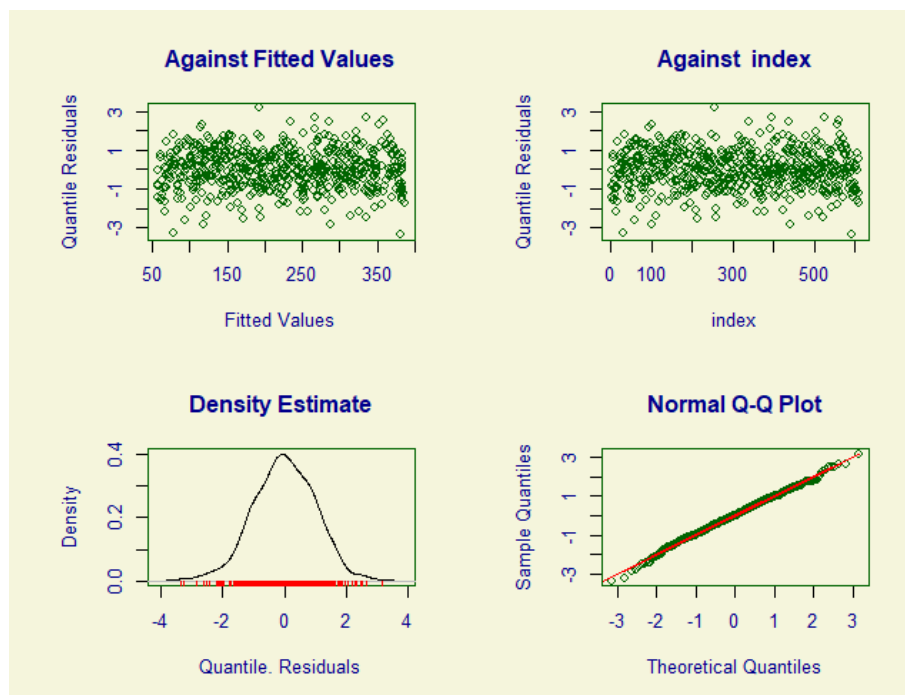 Against Fitted Values
Quantile Residuals
3
1
-1
-3
50 150 250 350
Fitted Values
Against index
Quantile Residuals
3
1
-1
-3
0 100 300 500
index
Density Estimate
Density
0.4
0.2
0.0
-4 -2 0 2 4
Quantile. Residuals
Normal Q-Q Plot
Sample Quantiles
3
1
-1
-3
-3 -2 -1 0 1 2 3
Theoretical Quantiles